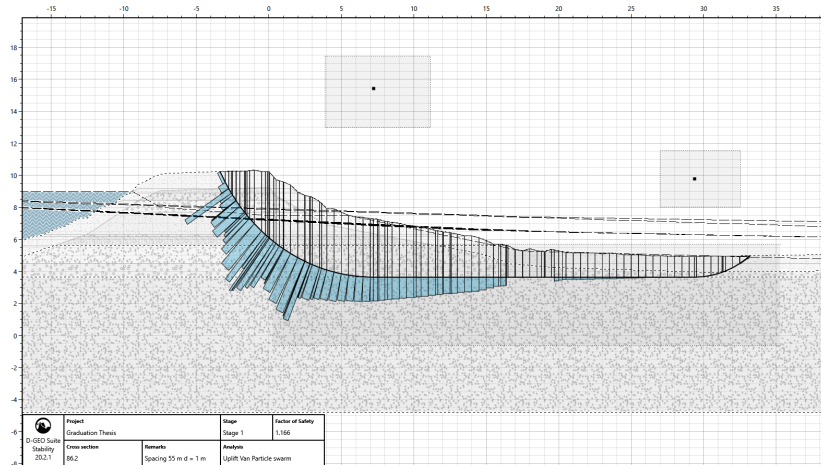 -15 -10 -5 0 5 10 15 20 25 30 35
18
16
14
12
10
8
6
4
2
0
-2
-4
-6
-8
D-GEO Suite
Stability
20.2.1
Project
Graduation Thesis
Stage
Stage 1
Factor of Safety
1.166
Cross section
86.2
Remarks
Spacing 55 m d = 1 m
Analysis
Uplift Van Particle swarm